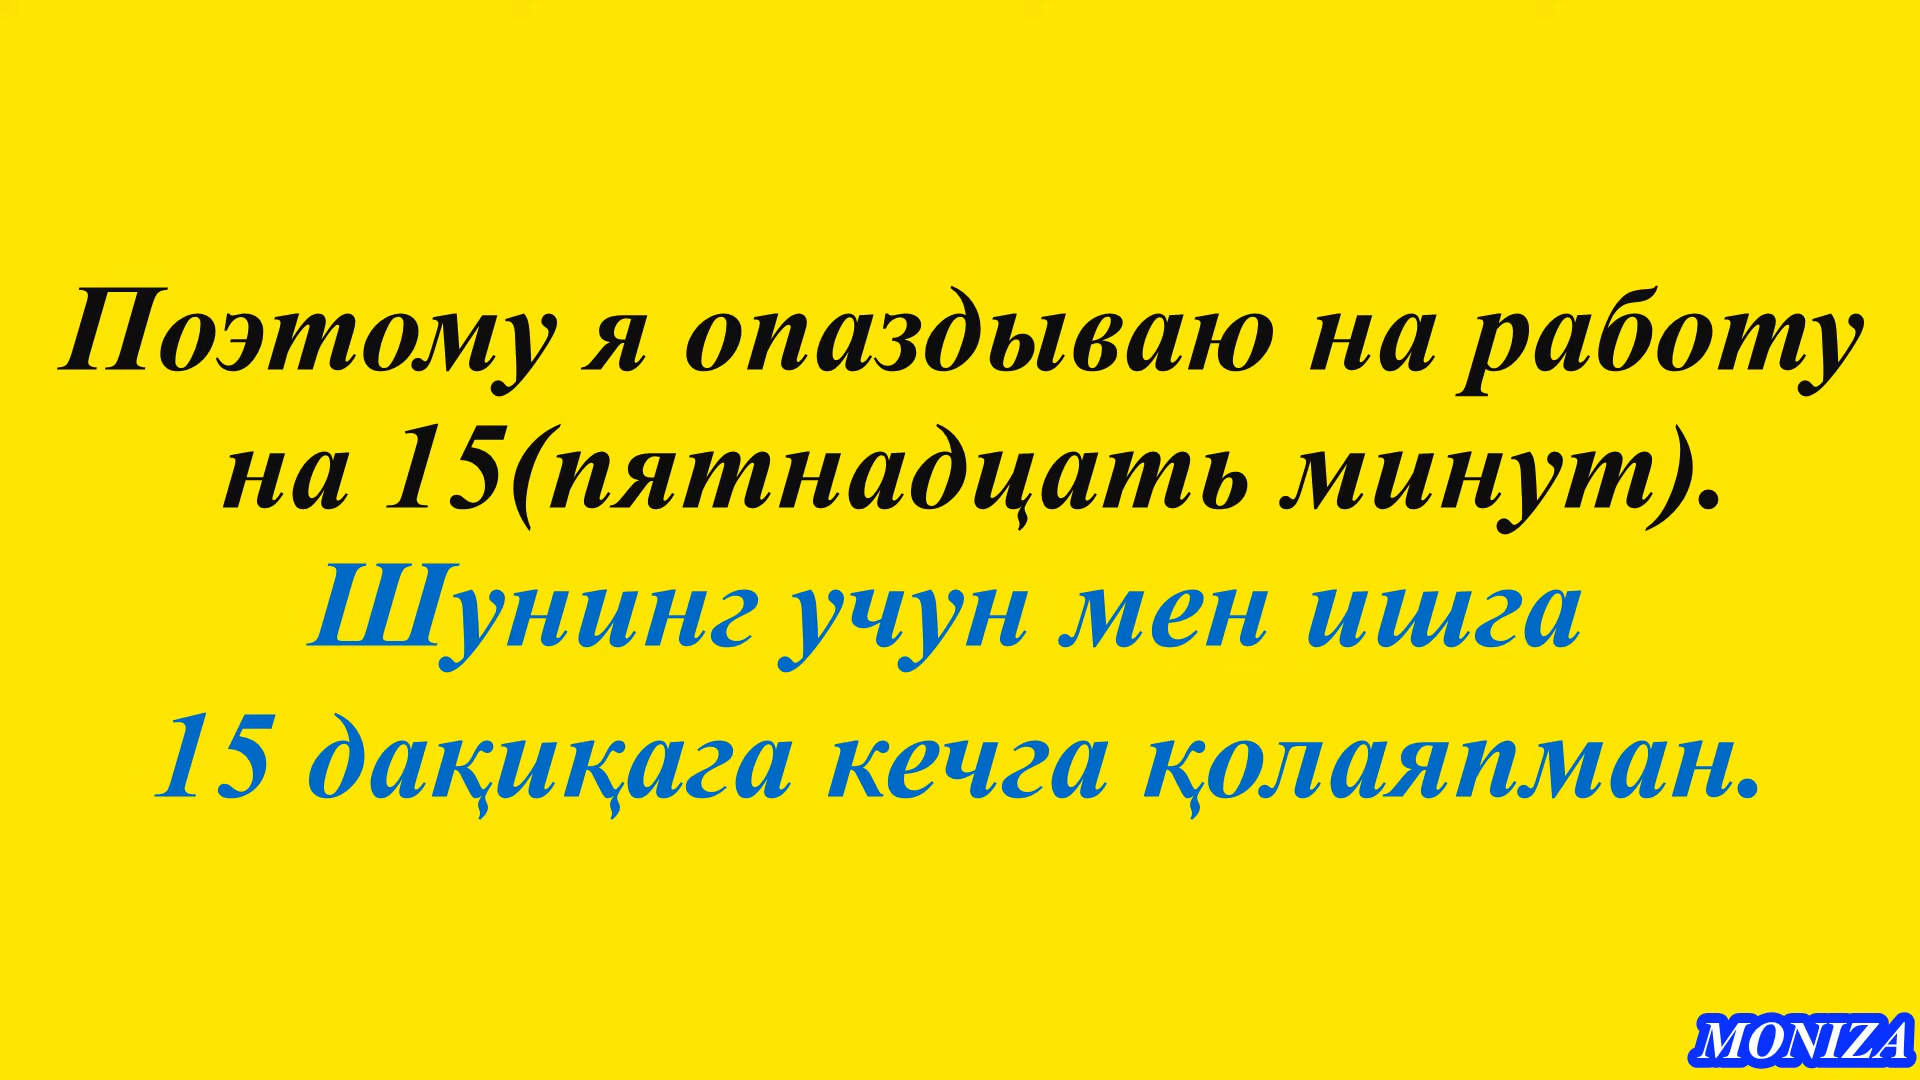 Поэтому я опаздываю на работу
на 15(пятнадцать минут).
Шунинг учун мен ишга
15 дақиқага кечга қолаяпман.
MONIZA